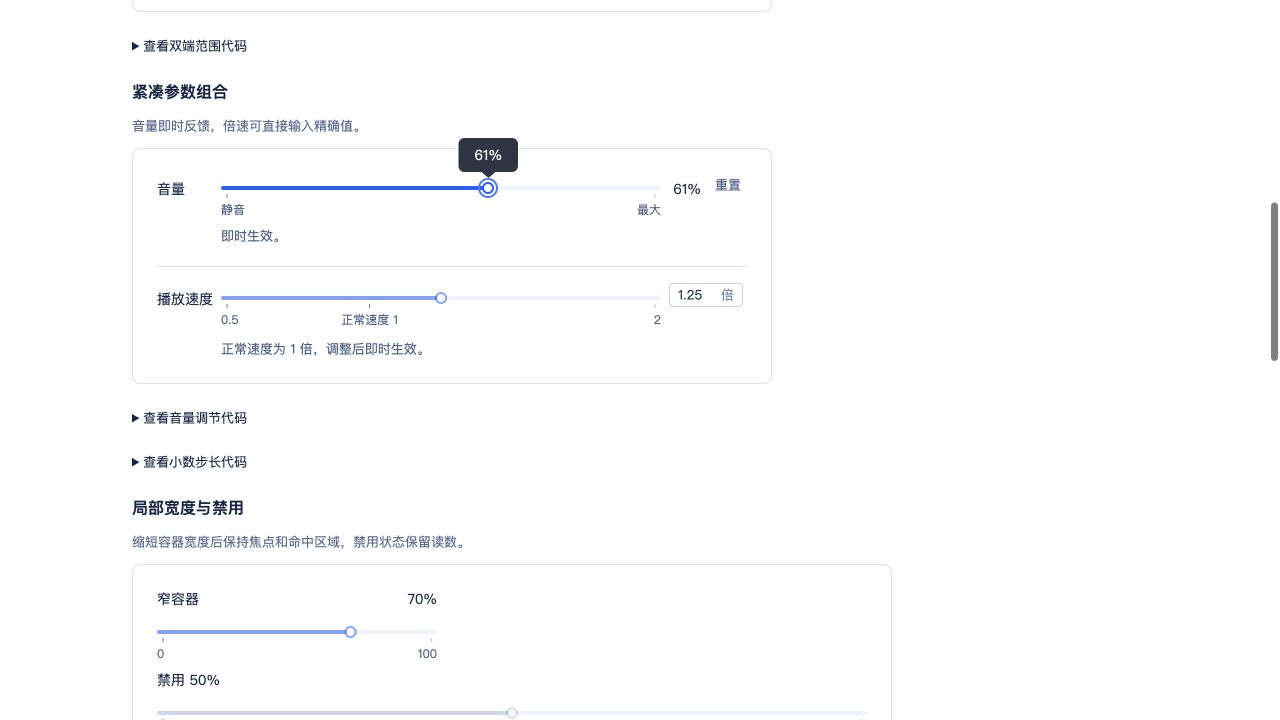 查看双端范围代码
紧凑参数组合
音量即时反馈，倍速可直接输入精确值。
61%
音量
61%
重置
静音
最大
即时生效。
播放速度
1.25 倍
0.5
正常速度 1
2
正常速度为 1 倍，调整后即时生效。
查看音量调节代码
查看小数步长代码
局部宽度与禁用
缩短容器宽度后保持焦点和命中区域，禁用状态保留读数。
窄容器
70%
0
100
禁用 50%